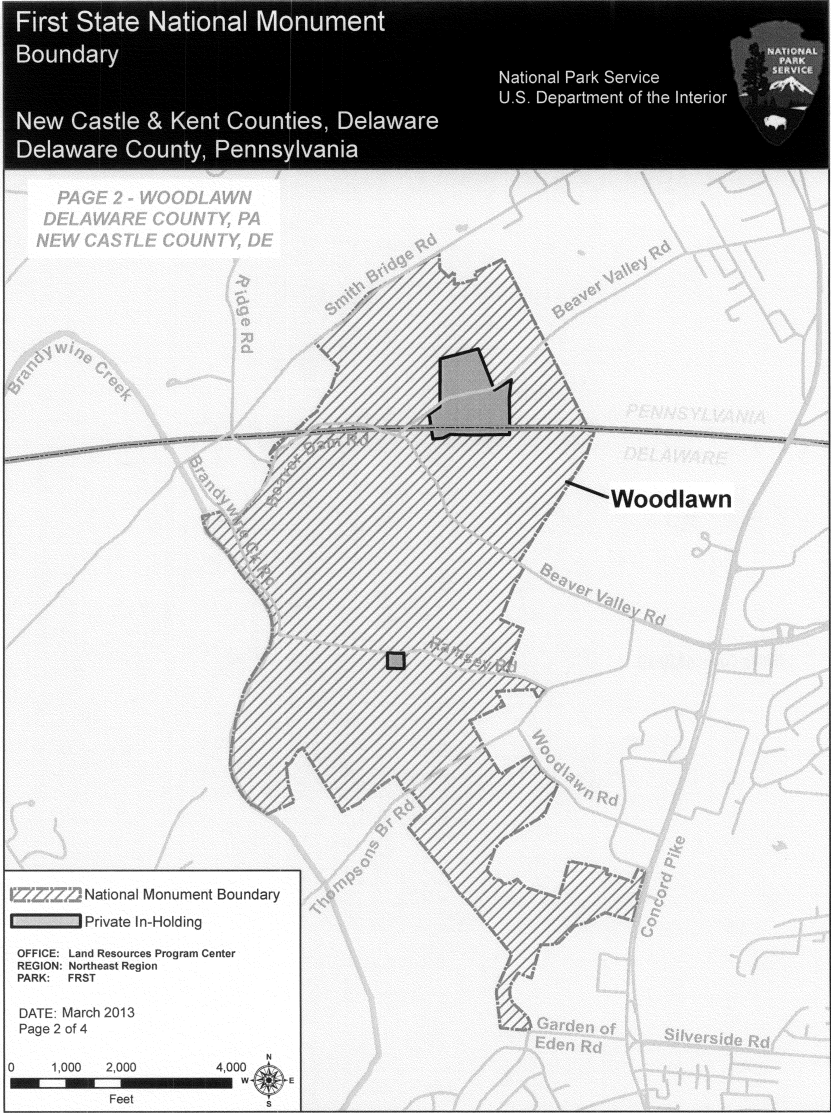 First State National Monument
Boundary
National Park Service
U.S. Department of the Interior
NATIONAL
PARK
SERVICE
New Castle & Kent Counties, Delaware
Delaware County, Pennsylvania
PAGE 2 - WOODLAWN
DELAWARE COUNTY, PA
NEW CASTLE COUNTY, DE
Smith Bridge Rd
Beaver Valley Rd
Ridge Rd
Brandywine Creek
PENNSYLVANIA
DELAWARE
Beaver Dam Rd
Brandywine Ck Rd
Woodlawn
Beaver Valley Rd
Ramsey Rd
Woodlawn Rd
Thompsons Br Rd
Concord Pike
Garden of
Eden Rd
Silverside Rd
National Monument Boundary
Private In-Holding
OFFICE: Land Resources Program Center
REGION: Northeast Region
PARK: FRST
DATE: March 2013
Page 2 of 4
0 1,000 2,000 4,000
Feet
N
W E
S